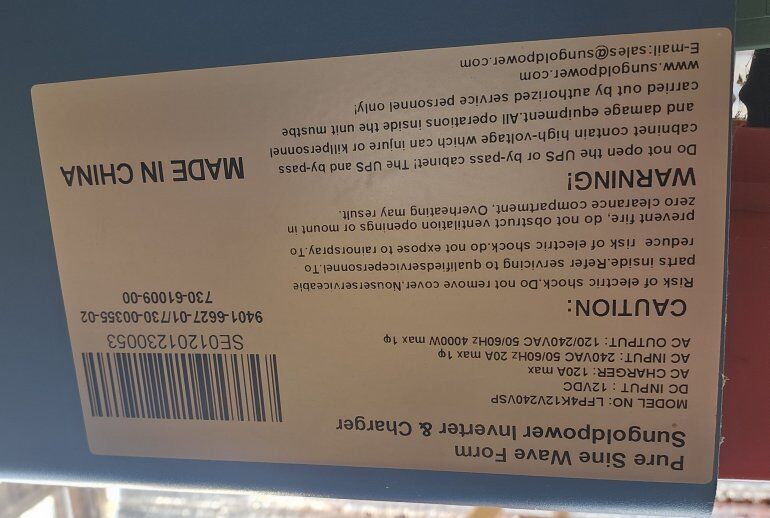 Pure Sine Wave Form
Sungoldpower Inverter & Charger
MODEL NO: LFP4K12V240VSP
DC INPUT : 12VDC
AC CHARGER: 120A max
AC INPUT: 240VAC 50/60Hz 20A max 1φ
AC OUTPUT: 120/240VAC 50/60Hz 4000W max 1φ
CAUTION:
Risk of electric shock.Do not remove cover.Nouserserviceable
parts inside.Refer servicing to qualifiedservicepersonnel.To
reduce risk of electric shock.do not expose to rainorspray.To
prevent fire, do not obstruct ventilation openings or mount in
zero clearance compartment. Overheating may result.
WARNING!
Do not open the UPS or by-pass cabinet! The UPS and by-pass
cabninet contain high-voltage which can injure or killpersonnel
and damage equipment.All operations inside the unit mustbe
carried out by authorized service personnel only!
www.sungoldpower.com
E-mail:sales@sungoldpower.com
SE01201230053
9401-6627-01/730-00355-02
730-61009-00
MADE IN CHINA